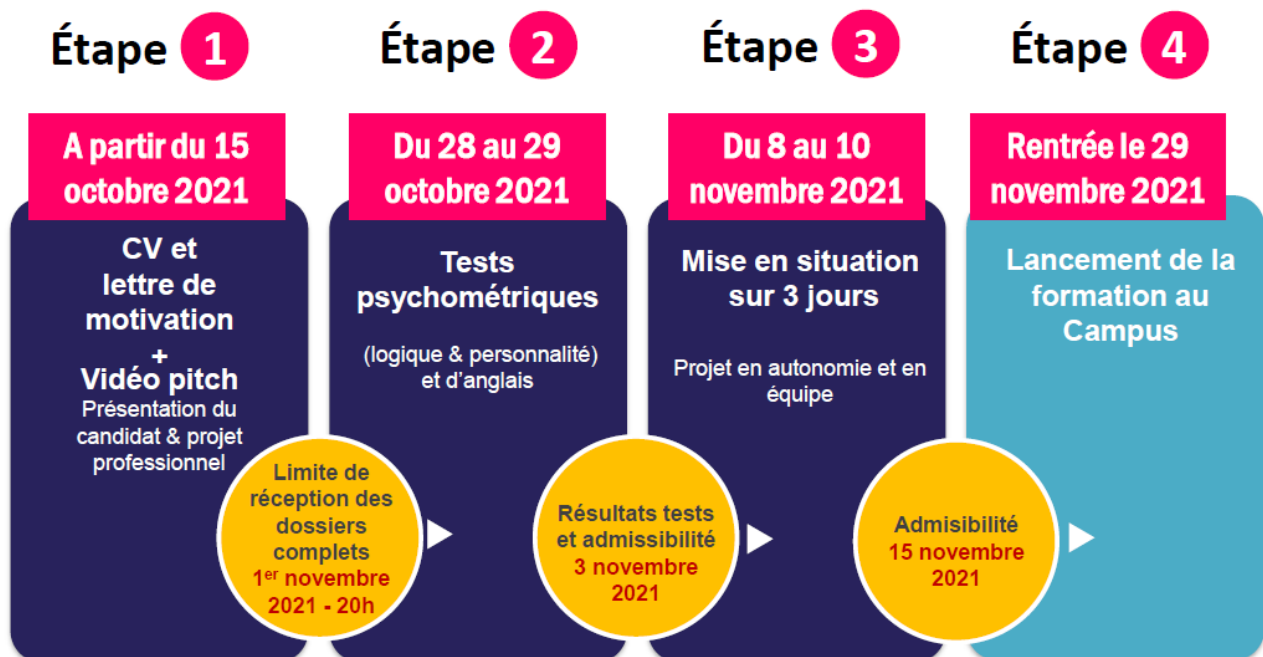 Étape 1
A partir du 15
octobre 2021
CV et
lettre de
motivation
+
Vidéo pitch
Présentation du
candidat & projet
professionnel
Limite de
réception des
dossiers
complets
1er novembre
2021 - 20h
Étape 2
Du 28 au 29
octobre 2021
Tests
psychométriques
(logique & personnalité)
et d'anglais
Résultats tests
et admissibilité
3 novembre
2021
Étape 3
Du 8 au 10
novembre 2021
Mise en situation
sur 3 jours
Projet en autonomie et en
équipe
Admisibilité
15 novembre
2021
Étape 4
Rentrée le 29
novembre 2021
Lancement de la
formation au
Campus